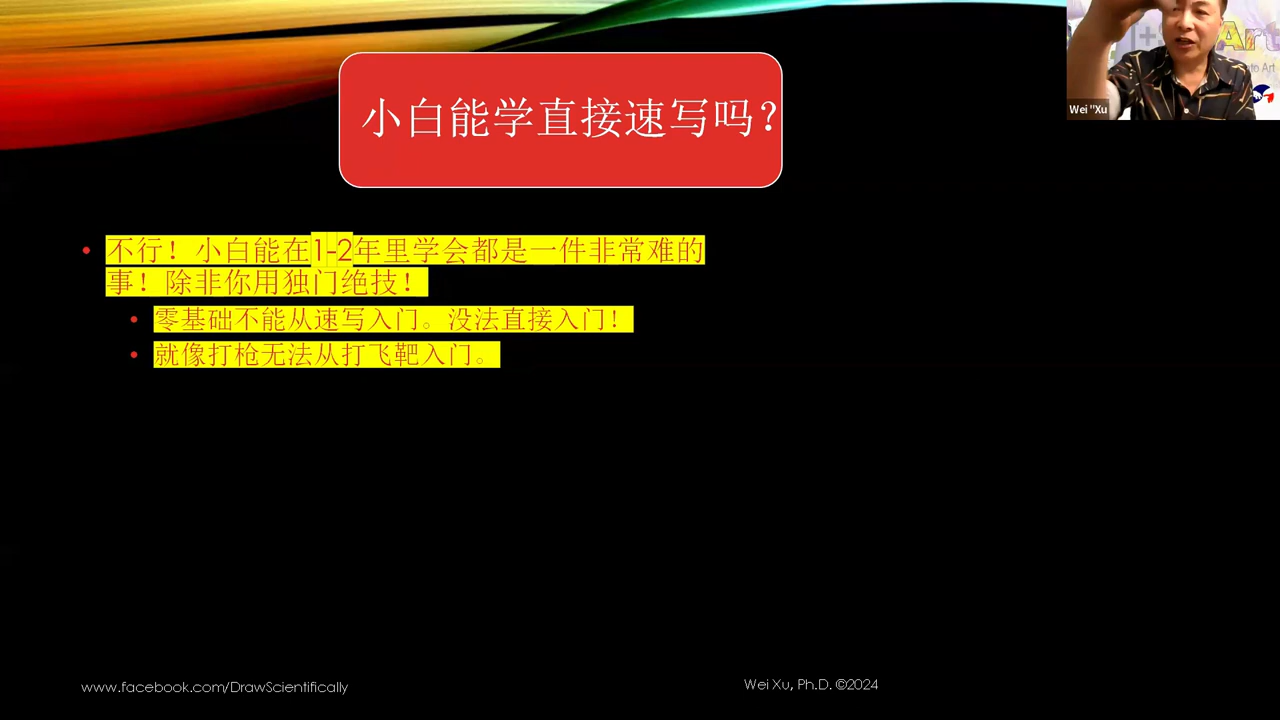 小白能学直接速写吗？
Art
to Art
Wei "Xu
不行！小白能在1-2年里学会都是一件非常难的
事！除非你用独门绝技！
零基础不能从速写入门。没法直接入门！
就像打枪无法从打飞靶入门。
www.facebook.com/DrawScientifically
Wei Xu, Ph.D. ©2024